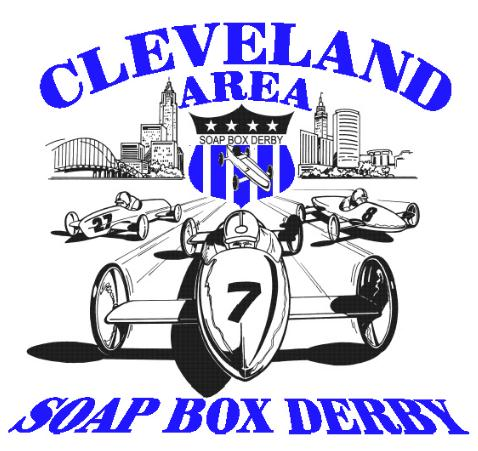 CLEVELAND
AREA
SOAP BOX DERBY
27
8
7
SOAP BOX DERBY